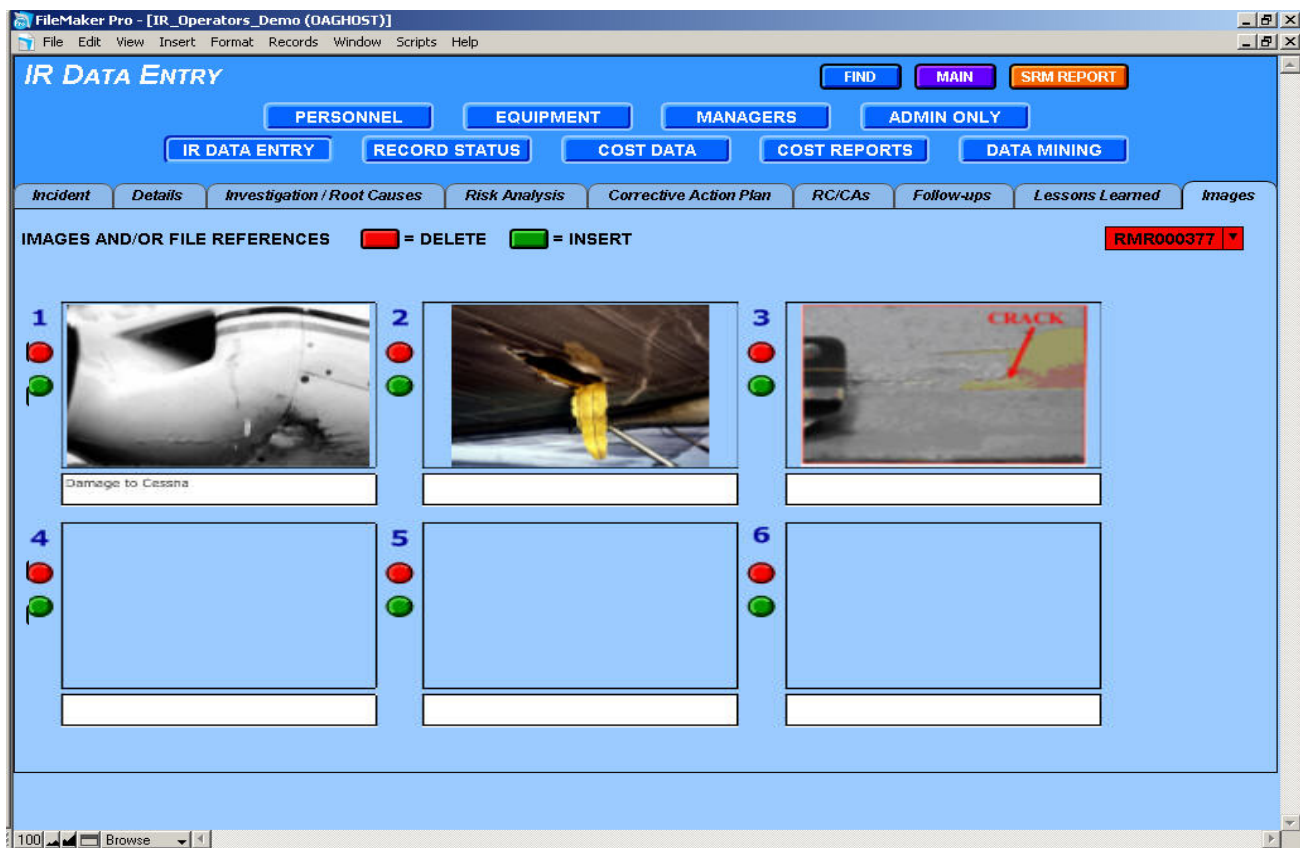 FileMaker Pro - [IR_Operators_Demo (OAGHOST)]
File Edit View Insert Format Records Window Scripts Help
IR DATA ENTRY
FIND MAIN SRM REPORT
PERSONNEL EQUIPMENT MANAGERS ADMIN ONLY
IR DATA ENTRY RECORD STATUS COST DATA COST REPORTS DATA MINING
Incident Details Investigation / Root Causes Risk Analysis Corrective Action Plan RC/CAs Follow-ups Lessons Learned Images
IMAGES AND/OR FILE REFERENCES = DELETE = INSERT RMR000377
1 2 3
CRACK
Damage to Cessna
4 5 6
100 Browse